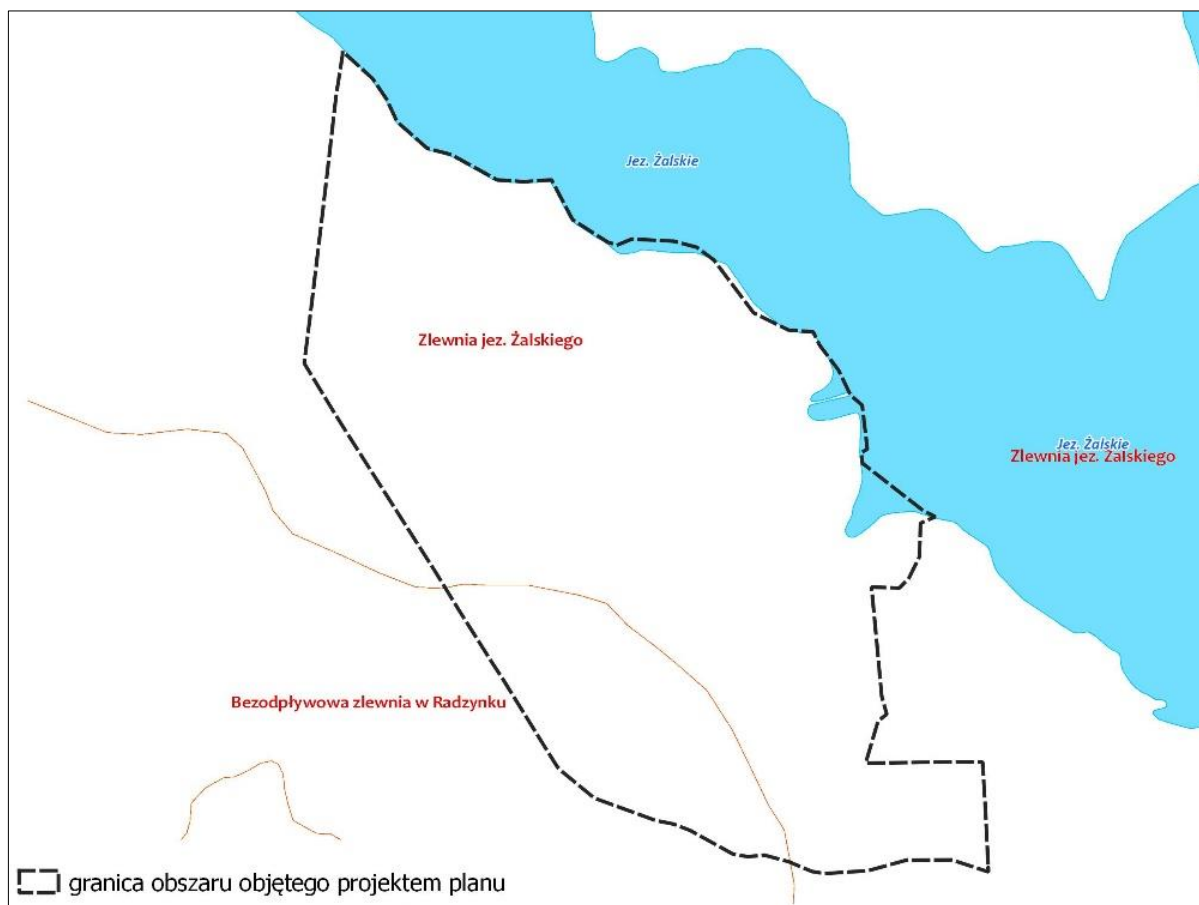 Jez. Żalskie
Zlewnia jez. Żalskiego
Jez. Żalskie
Zlewnia jez. Żalskiego
Bezodpływowa zlewnia w Radzynku
granica obszaru objętego projektem planu